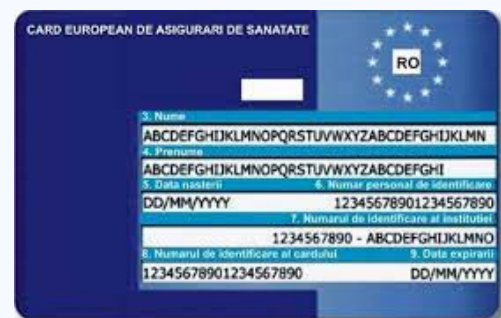 CARD EUROPEAN DE ASIGURARI DE SANATATE
RO
3. Nume
ABCDEFGHIJKLMNOPQRSTUVWXYZABCDEFGHIJKLMN
4. Prenume
ABCDEFGHIJKLMNOPQRSTUVWXYZABCDEFGHI
5. Data nasterii 6. Numar personal de identificare
DD/MM/YYYY 12345678901234567890
7. Numarul de identificare al institutiei
1234567890 - ABCDEFGHIJKLMNO
8. Numarul de identificare al cardului 9. Data expirarii
12345678901234567890 DD/MM/YYYY